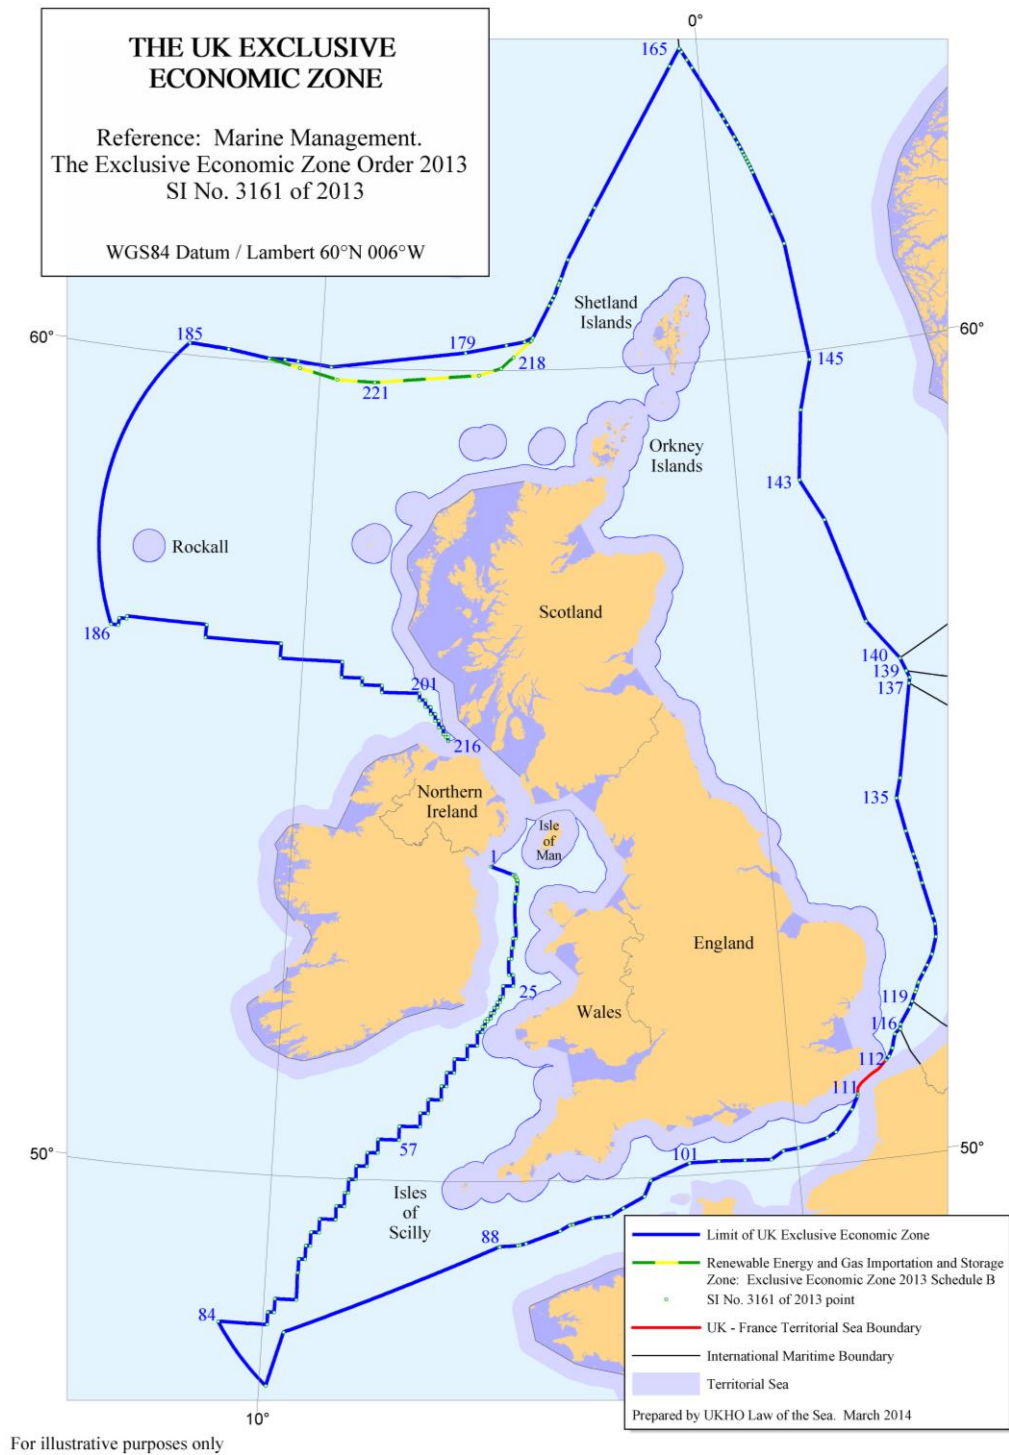 THE UK EXCLUSIVE
ECONOMIC ZONE
Reference: Marine Management.
The Exclusive Economic Zone Order 2013
SI No. 3161 of 2013
WGS84 Datum / Lambert 60°N 006°W
0°
165
Shetland
Islands
60°
185
179
218
60°
145
221
Orkney
Islands
143
Rockall
Scotland
186
140
139
137
201
216
Northern
Ireland
135
Isle
of
Man
1
England
25
119
Wales
116
112
111
50°
57
101
50°
Isles
of
Scilly
88
84
10°
Limit of UK Exclusive Economic Zone
Renewable Energy and Gas Importation and Storage
Zone: Exclusive Economic Zone 2013 Schedule B
SI No. 3161 of 2013 point
UK - France Territorial Sea Boundary
International Maritime Boundary
Territorial Sea
Prepared by UKHO Law of the Sea. March 2014
For illustrative purposes only